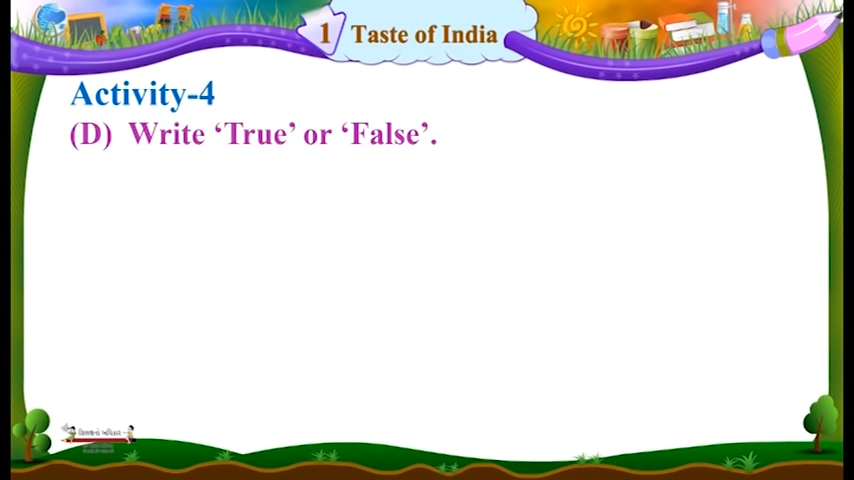 1 Taste of India
Activity-4
(D) Write ‘True’ or ‘False’.